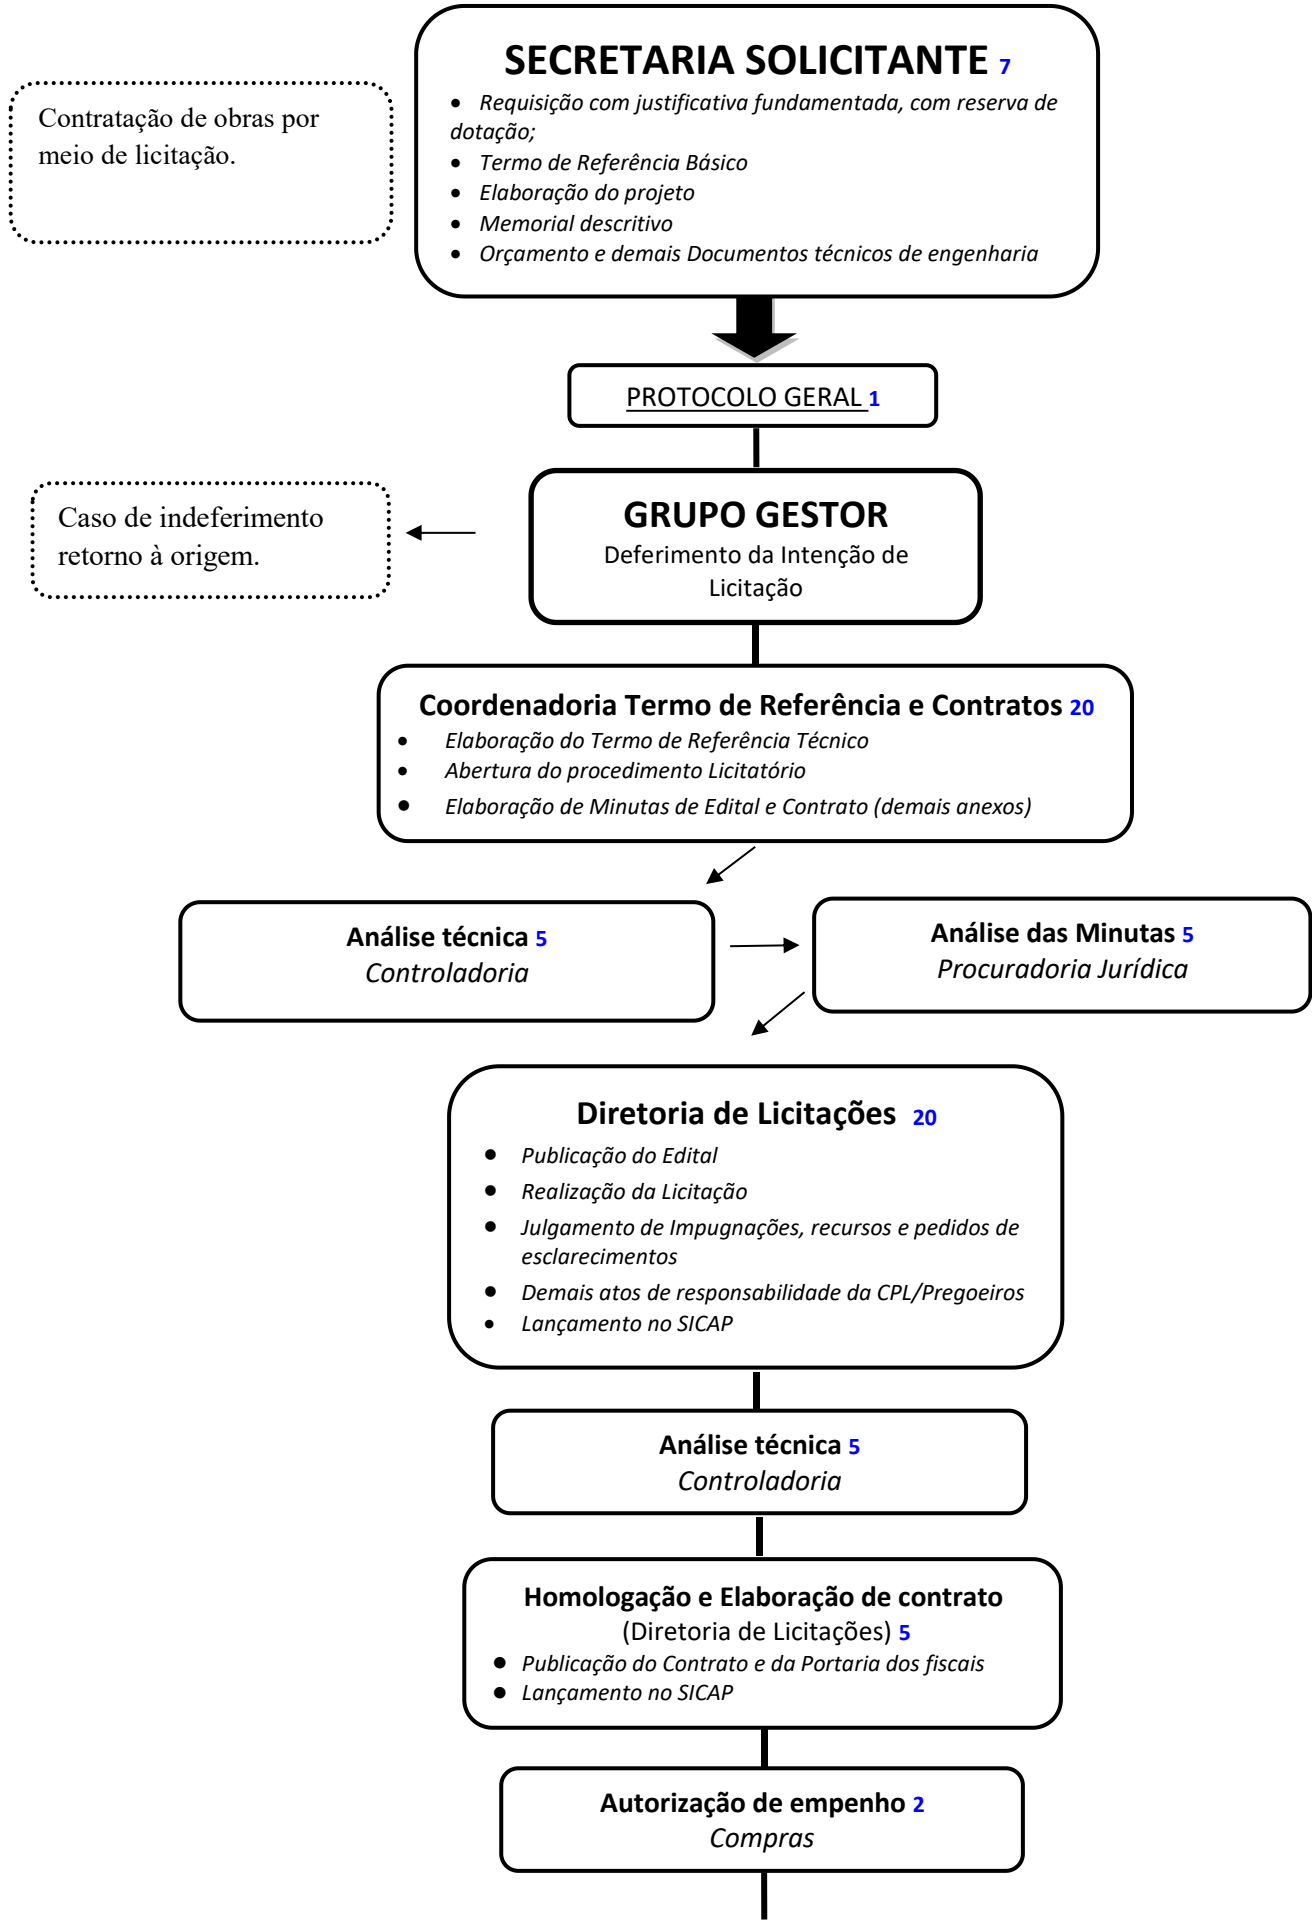 SECRETARIA SOLICITANTE 7
• Requisição com justificativa fundamentada, com reserva de
dotação;
• Termo de Referência Básico
• Elaboração do projeto
• Memorial descritivo
• Orçamento e demais Documentos técnicos de engenharia
Contratação de obras por
meio de licitação.
PROTOCOLO GERAL 1
GRUPO GESTOR
Deferimento da Intenção de
Licitação
Caso de indeferimento
retorno à origem.
Coordenadoria Termo de Referência e Contratos 20
• Elaboração do Termo de Referência Técnico
• Abertura do procedimento Licitatório
• Elaboração de Minutas de Edital e Contrato (demais anexos)
Análise técnica 5
Controladoria
Análise das Minutas 5
Procuradoria Jurídica
Diretoria de Licitações 20
• Publicação do Edital
• Realização da Licitação
• Julgamento de Impugnações, recursos e pedidos de
esclarecimentos
• Demais atos de responsabilidade da CPL/Pregoeiros
• Lançamento no SICAP
Análise técnica 5
Controladoria
Homologação e Elaboração de contrato
(Diretoria de Licitações) 5
• Publicação do Contrato e da Portaria dos fiscais
• Lançamento no SICAP
Autorização de empenho 2
Compras